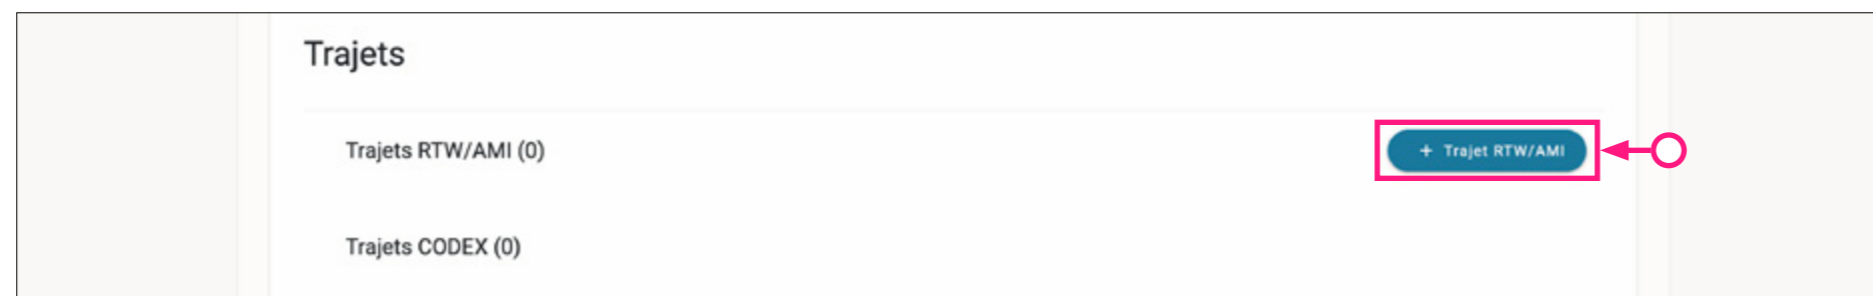 Trajets
Trajets RTW/AMI (0)
+ Trajet RTW/AMI
Trajets CODEX (0)